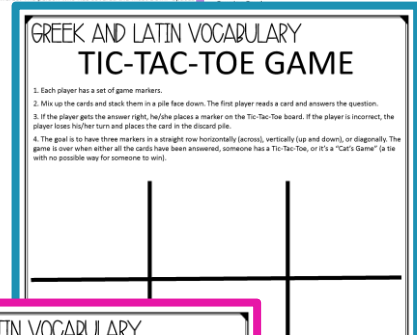 GREEK AND LATIN VOCABULARY
TIC-TAC-TOE GAME
1. Each player has a set of game markers.
2. Mix up the cards and stack them in a pile face down. The first player reads a card and answers the question.
3. If the player gets the answer right, he/she places a marker on the Tic-Tac-Toe board. If the player is incorrect, the
player loses his/her turn and places the card in the discard pile.
4. The goal is to have three markers in a straight row horizontally (across), vertically (up and down), or diagonally. The
game is over when either all the cards have been answered, someone has a Tic-Tac-Toe, or it's a "Cat's Game" (a tie
with no possible way for someone to win).
VOCABULARY